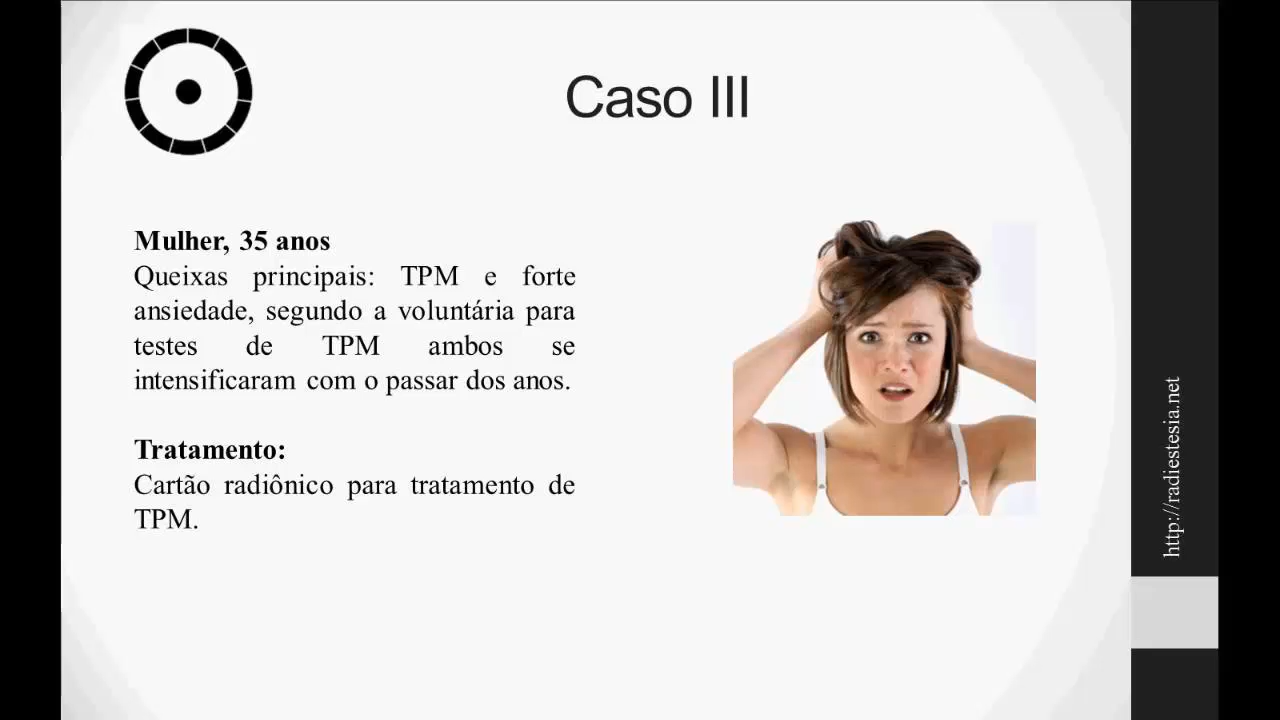 Caso III
Mulher, 35 anos
Queixas principais: TPM e forte
ansiedade, segundo a voluntária para
testes de TPM ambos se
intensificaram com o passar dos anos.
Tratamento:
Cartão radiônico para tratamento de
TPM.
http://radiestesia.net